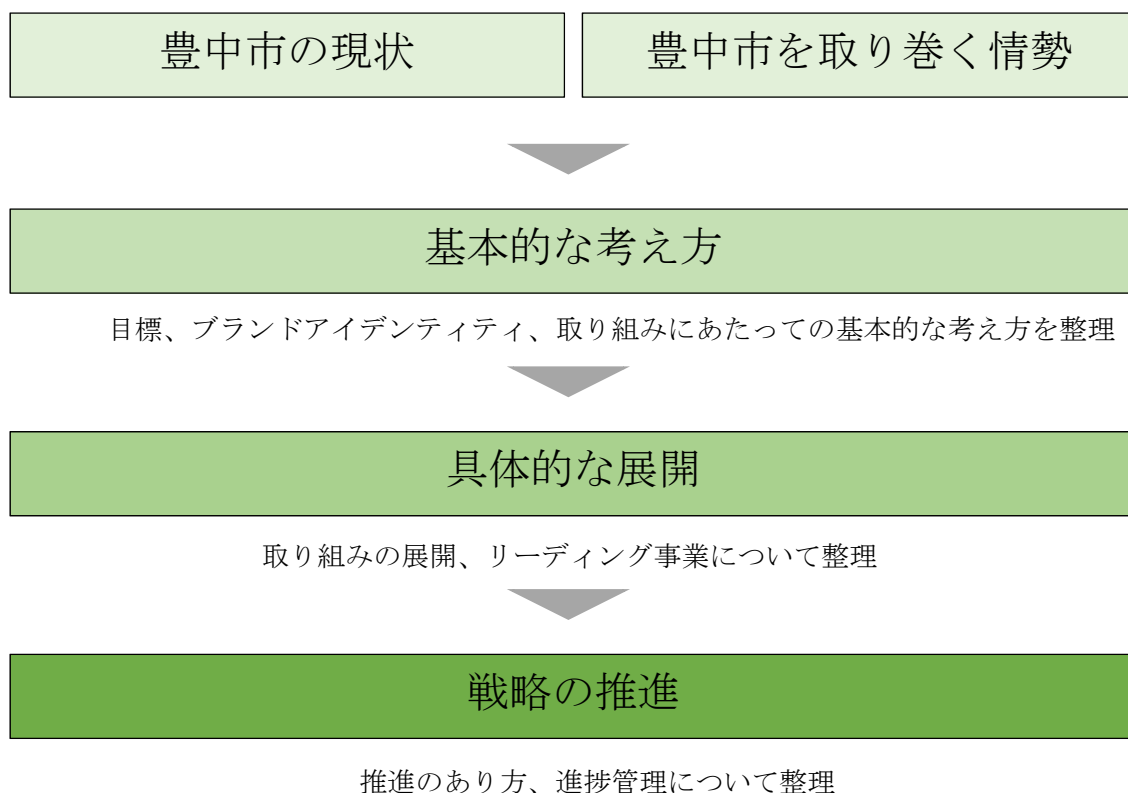 豊中市の現状
豊中市を取り巻く情勢
基本的な考え方
目標、ブランドアイデンティティ、取り組みにあたっての基本的な考え方を整理
具体的な展開
取り組みの展開、リーディング事業について整理
戦略の推進
推進のあり方、進捗管理について整理